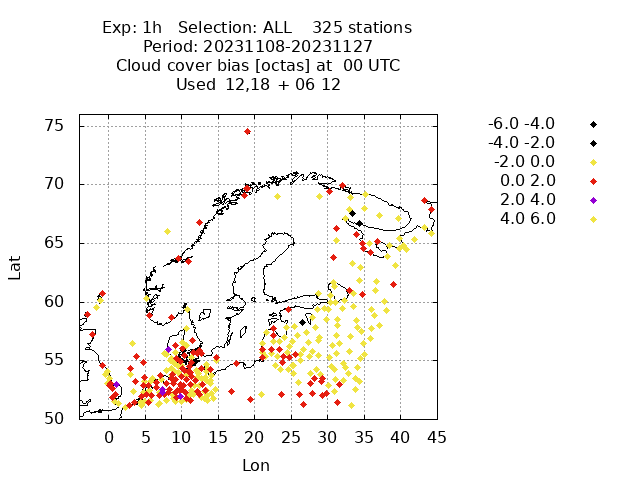 Exp: 1h   Selection: ALL    325 stations
Period: 20231108-20231127
Cloud cover bias [octas] at  00 UTC
Used  12,18 + 06 12
-6.0 -4.0
-4.0 -2.0
-2.0 0.0
0.0 2.0
2.0 4.0
4.0 6.0
75
70
65
60
55
50
Lat
0 5 10 15 20 25 30 35 40 45
Lon